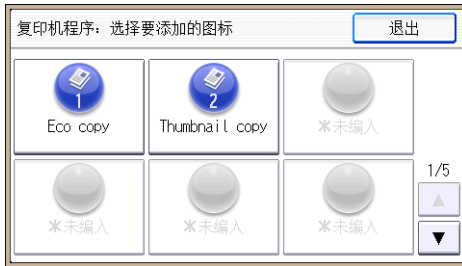 复印机程序：选择要添加的图标
退出
1
Eco copy
2
Thumbnail copy
*未编入
1/5
*未编入
*未编入
*未编入
▲
▼